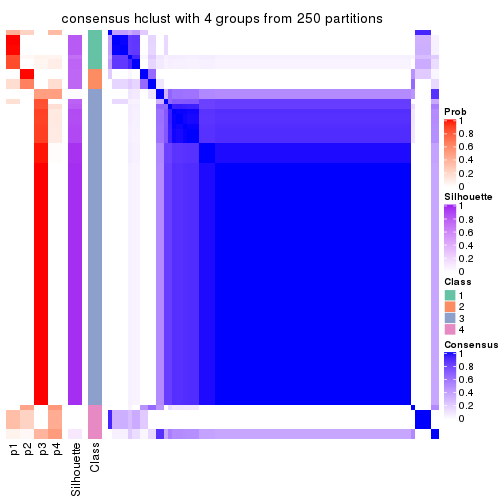 consensus hclust with 4 groups from 250 partitions
Prob
1
0.8
0.6
0.4
0.2
0
Silhouette
1
0.8
0.6
0.4
0.2
0
Class
1
2
3
4
Consensus
1
0.8
0.6
0.4
0.2
0
p1
p2
p3
p4
Silhouette
Class